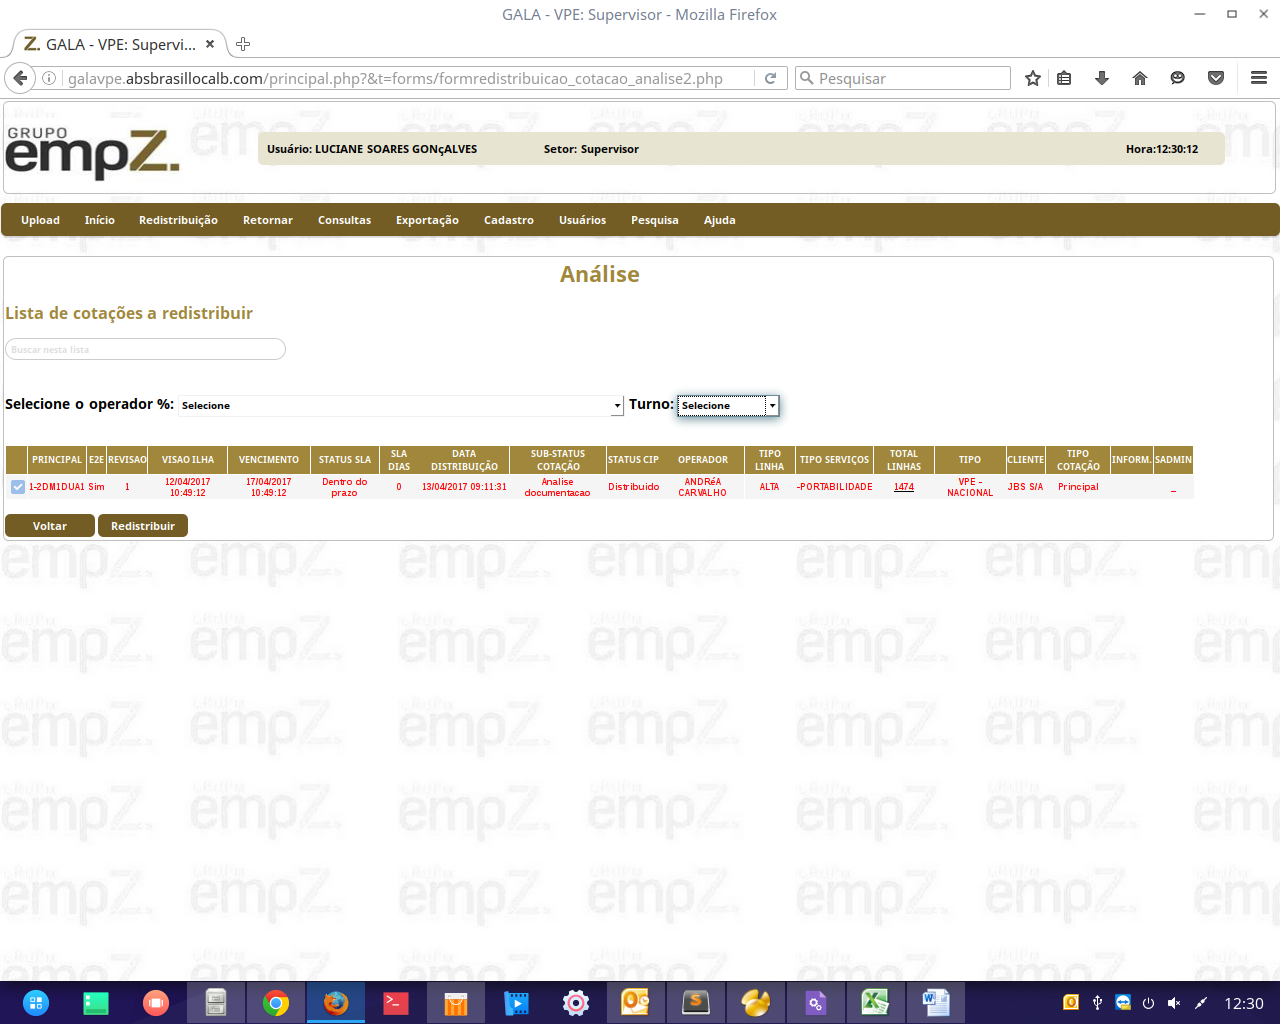 GALA - VPE: Supervisor - Mozilla Firefox
Z. GALA - VPE: Supervi...
galavpe.absbrasillocalb.com/principal.php?&t=forms/formredistribuicao_cotacao_analise2.php
Pesquisar
GRUPO
empZ.
Usuário: LUCIANE SOARES GONçALVES Setor: Supervisor Hora:12:30:12
Upload Início Redistribuição Retornar Consultas Exportação Cadastro Usuários Pesquisa Ajuda
Análise
Lista de cotações a redistribuir
Buscar nesta lista
Selecione o operador %: Selecione Turno: Selecione
PRINCIPAL E2E REVISAO VISAO ILHA VENCIMENTO STATUS SLA SLA DIAS DATA DISTRIBUIÇÃO SUB-STATUS COTAÇÃO STATUS CIP OPERADOR TIPO LINHA TIPO SERVIÇOS TOTAL LINHAS TIPO CLIENTE TIPO COTAÇÃO INFORM. SADMIN
1-2DM1DUA1 Sim 1 12/04/2017 10:49:12 17/04/2017 10:49:12 Dentro do prazo 0 13/04/2017 09:11:31 Analise documentacao Distribuido ANDRéA CARVALHO ALTA -PORTABILIDADE 1474 VPE - NACIONAL JBS S/A Principal _
Voltar Redistribuir
12:30